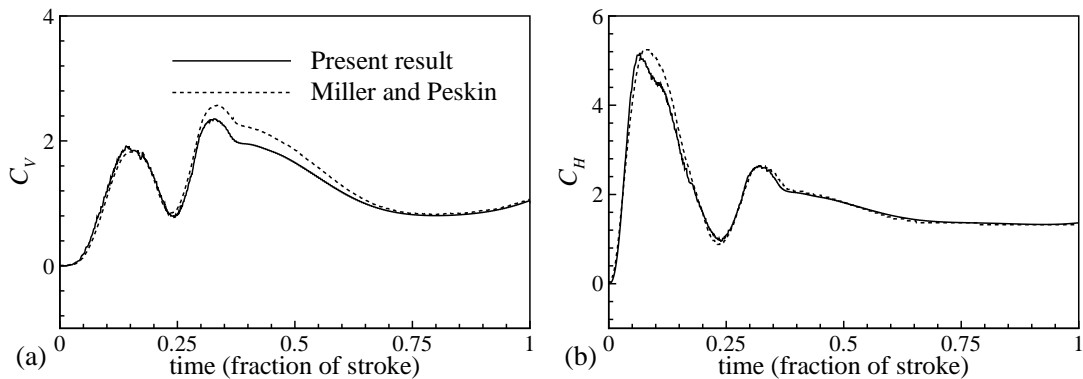 4
2
0
C_V
Present result
Miller and Peskin
0 0.25 0.5 0.75 1
(a) time (fraction of stroke)
6
4
2
0
C_H
0 0.25 0.5 0.75 1
(b) time (fraction of stroke)